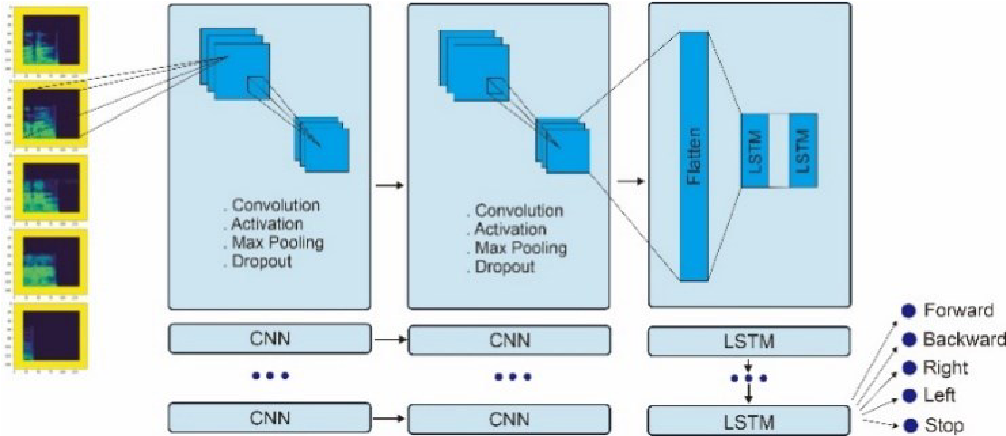 . Convolution
. Activation
. Max Pooling
. Dropout
. Convolution
. Activation
. Max Pooling
. Dropout
Flatten
LSTM
LSTM
CNN
CNN
LSTM
CNN
CNN
LSTM
Forward
Backward
Right
Left
Stop